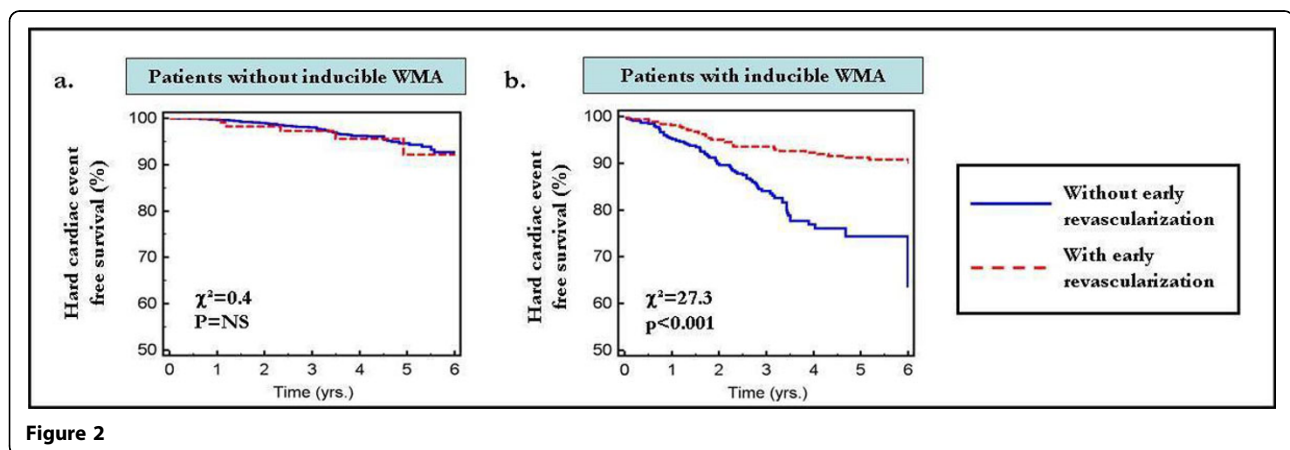 a.
Patients without inducible WMA
Hard cardiac event
free survival (%)
100
90
80
70
60
50
χ²=0.4
P=NS
0 1 2 3 4 5 6
Time (yrs.)
b.
Patients with inducible WMA
Hard cardiac event
free survival (%)
100
90
80
70
60
50
χ²=27.3
p<0.001
0 1 2 3 4 5 6
Time (yrs.)
Without early
revascularization
With early
revascularization
Figure 2